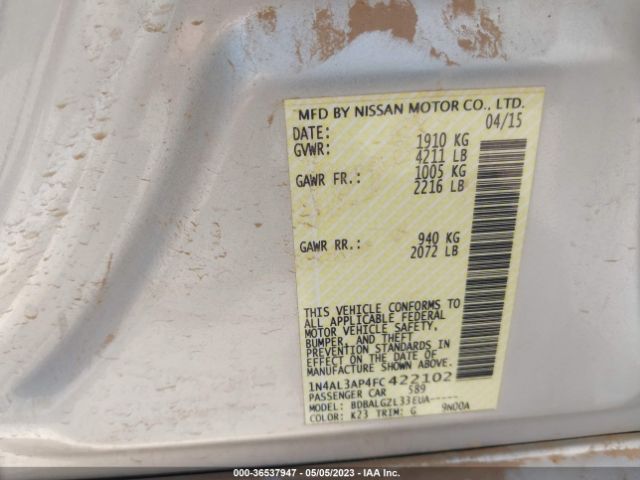 MFD BY NISSAN MOTOR CO., LTD.
DATE: 04/15
GVWR: 1910 KG
4211 LB
GAWR FR.: 1005 KG
2216 LB
GAWR RR.: 940 KG
2072 LB
THIS VEHICLE CONFORMS TO
ALL APPLICABLE FEDERAL
MOTOR VEHICLE SAFETY,
BUMPER, AND THEFT
PREVENTION STANDARDS IN
EFFECT ON THE DATE OF
MANUFACTURE SHOWN ABOVE.
1N4AL3AP4FC422102
PASSENGER CAR 589
MODEL: BDBALGZL33EUA-----
COLOR: K23 TRIM: G 9N00A
000-36537947 - 05/05/2023 - IAA Inc.